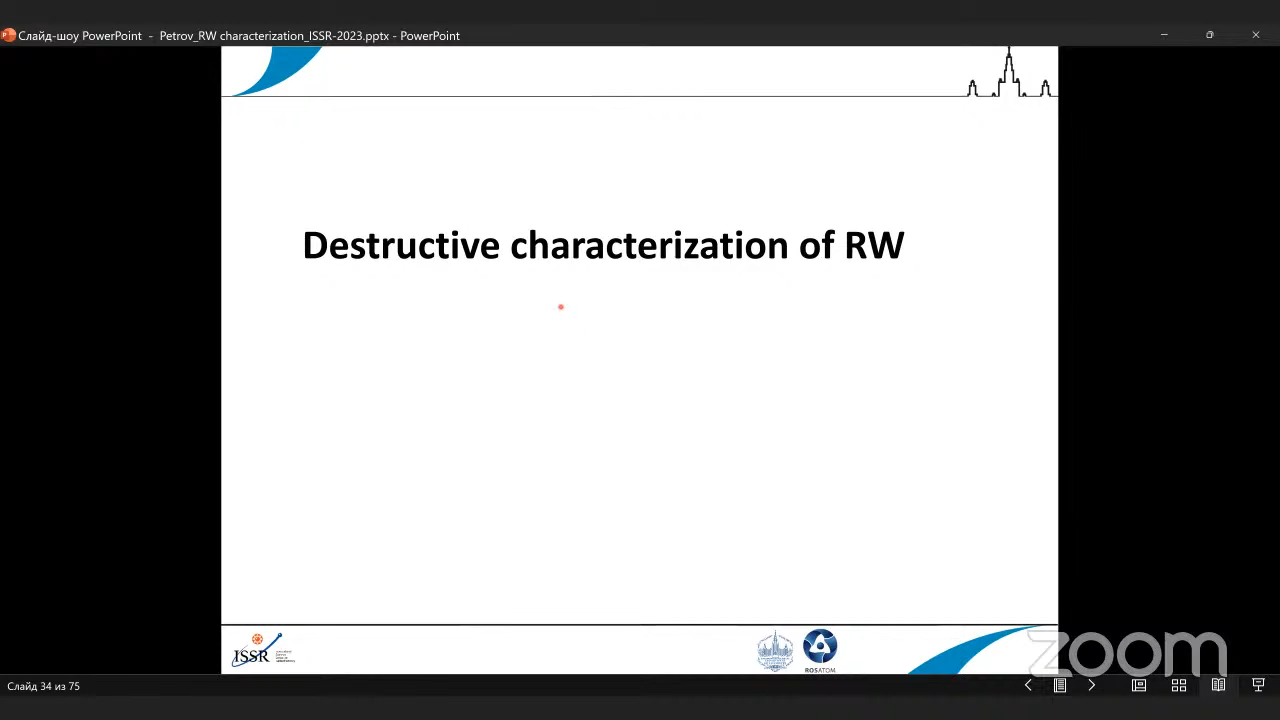 Слайд-шоу PowerPoint - Petrov_RW characterization_ISSR-2023.pptx - PowerPoint
Destructive characterization of RW
ISSR
ROSATOM
zoom
Слайд 34 из 75